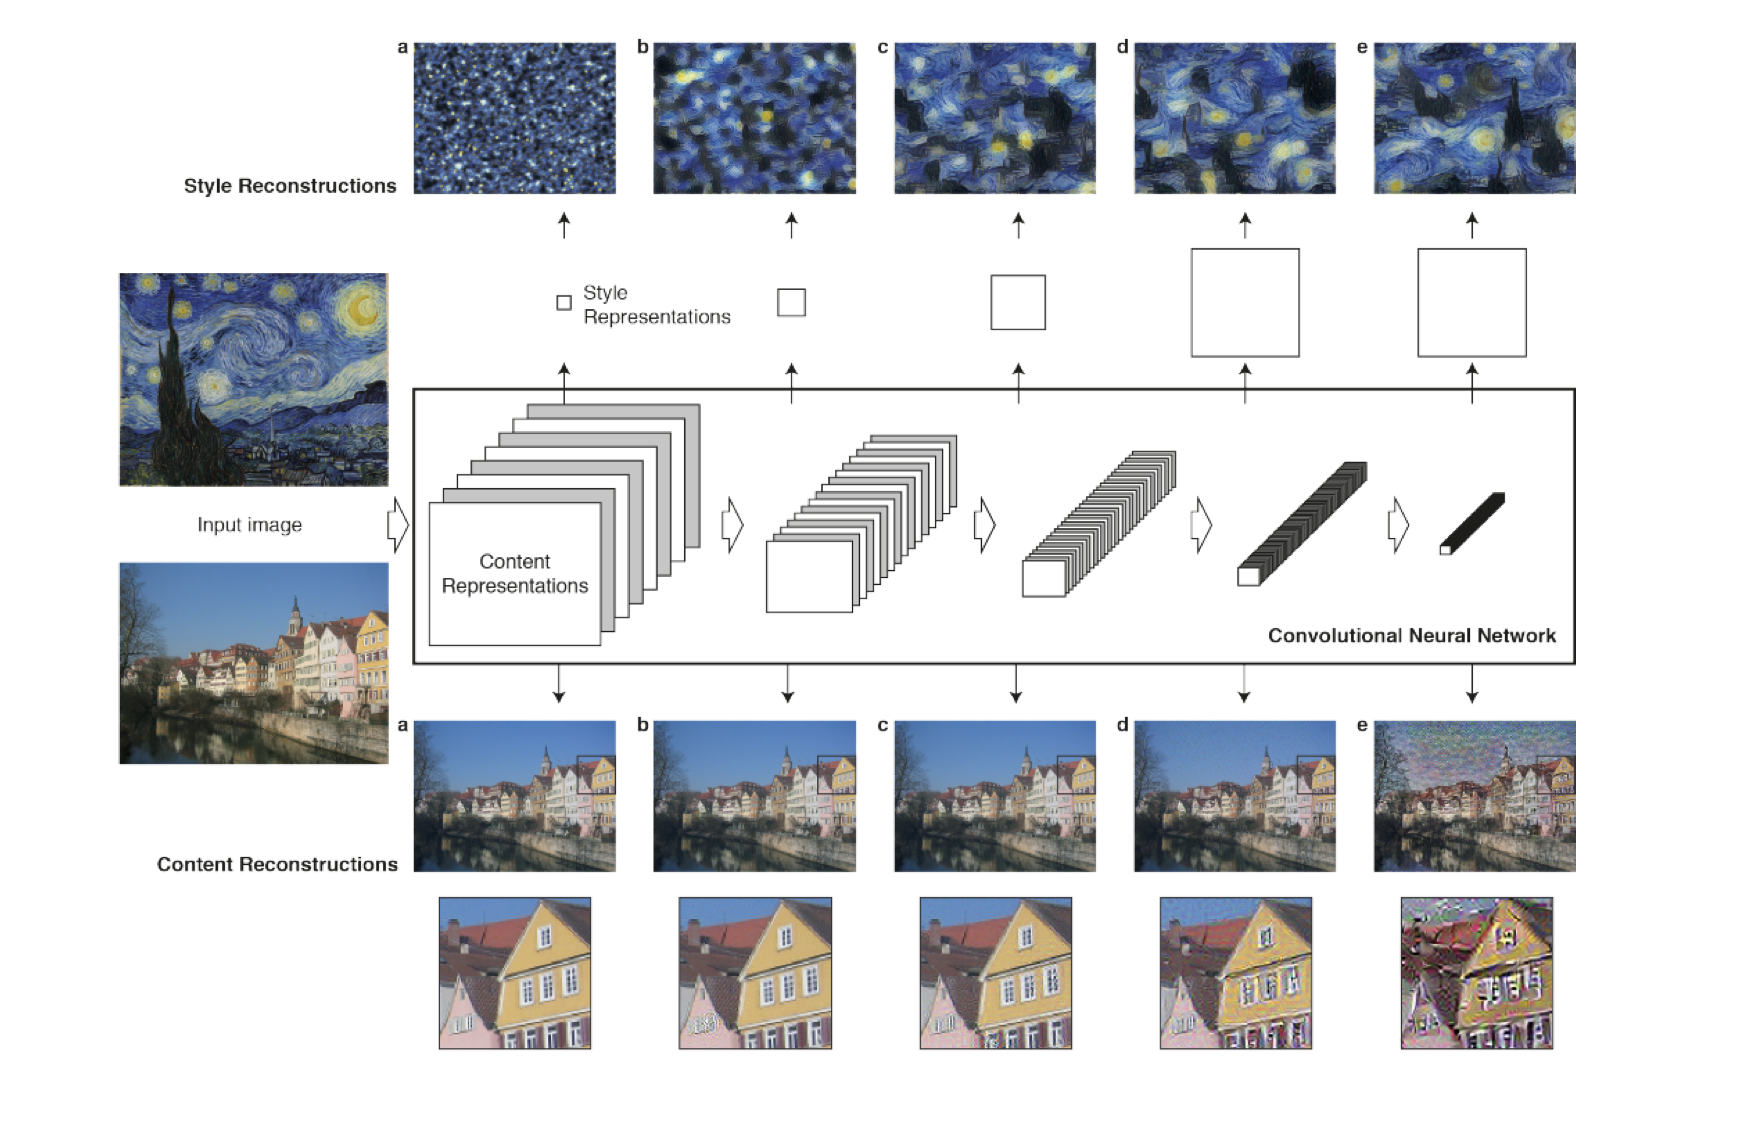 a b c d e
Style Reconstructions
Style
Representations
Input image
Content
Representations
Convolutional Neural Network
a b c d e
Content Reconstructions